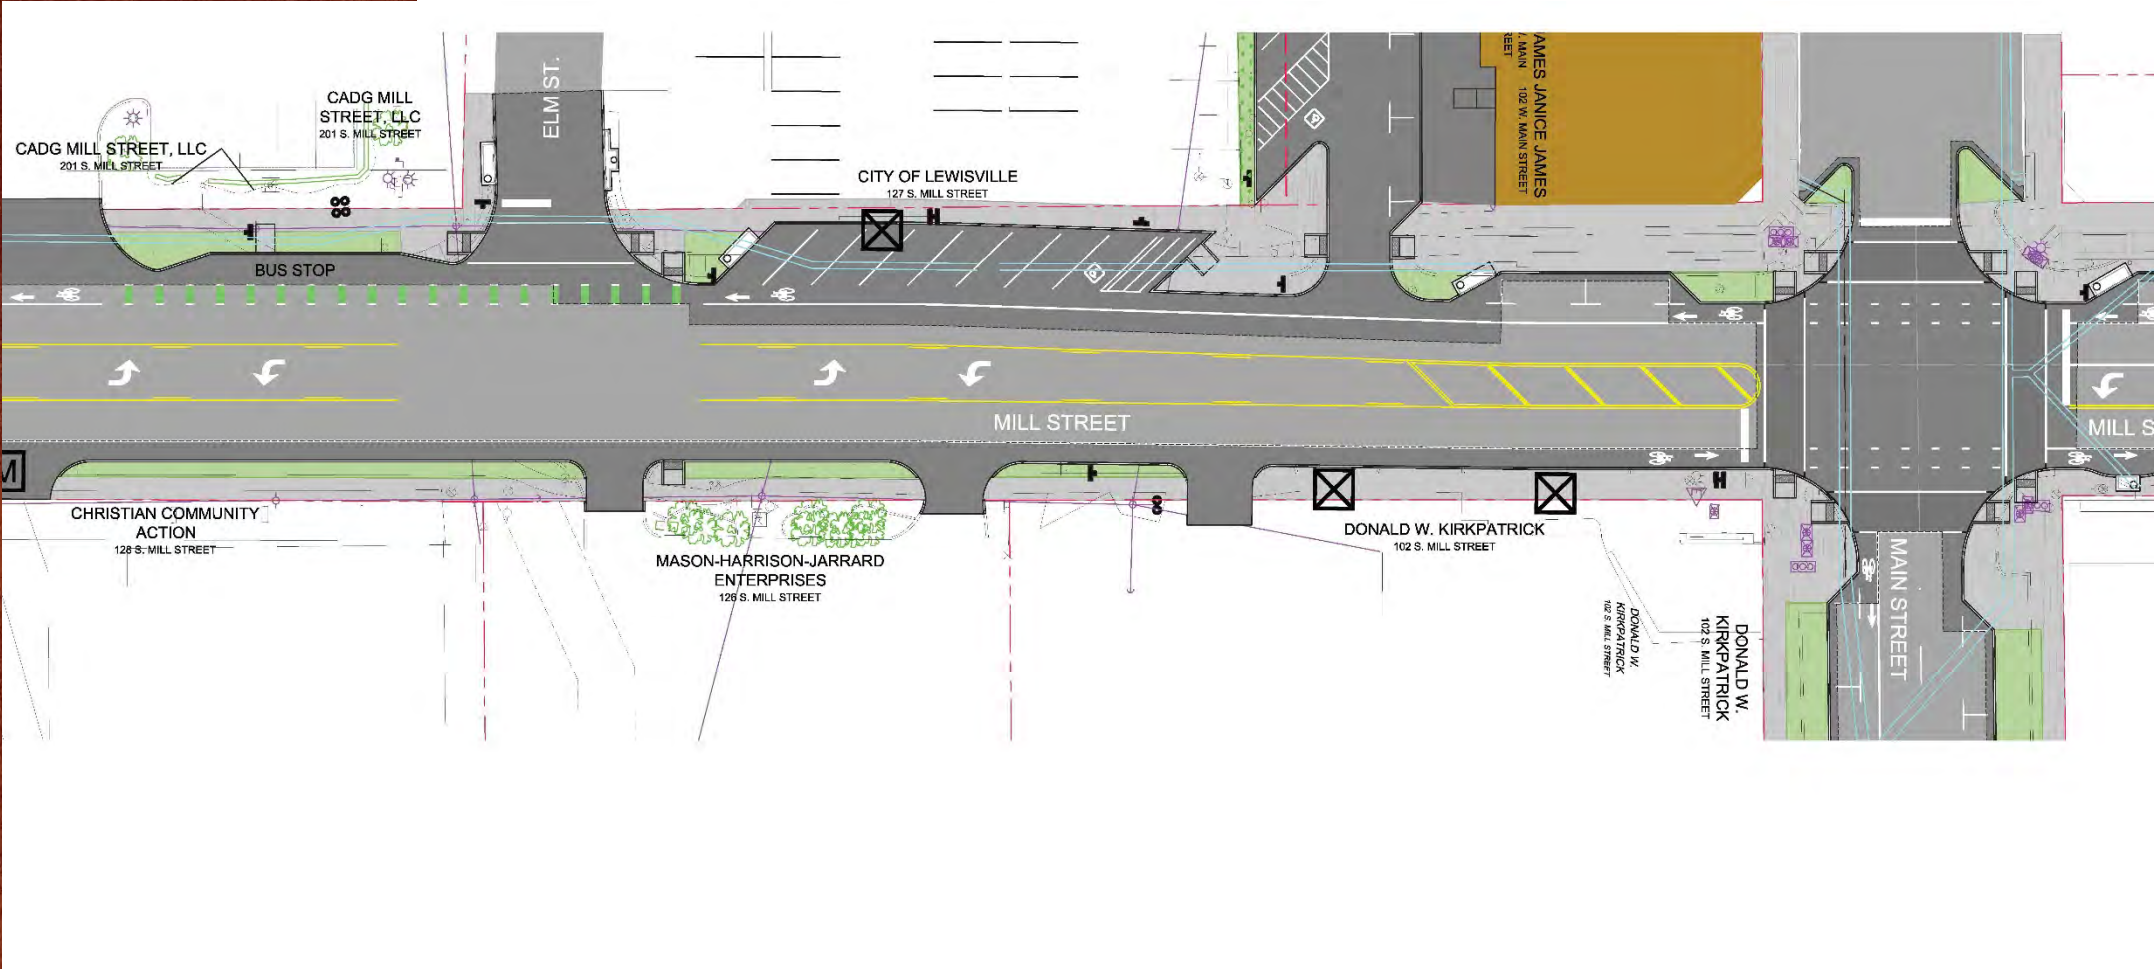 CADG MILL
STREET, LLC
201 S. MILL STREET
CADG MILL STREET, LLC
201 S. MILL STREET
ELM ST.
CITY OF LEWISVILLE
127 S. MILL STREET
JAMES JANICE JAMES
102 W. MAIN STREET
BUS STOP
MILL STREET
MILL S
M
CHRISTIAN COMMUNITY
ACTION
128 S. MILL STREET
MASON-HARRISON-JARRARD
ENTERPRISES
126 S. MILL STREET
DONALD W. KIRKPATRICK
102 S. MILL STREET
DONALD W.
KIRKPATRICK
102 S. MILL STREET
DONALD W.
KIRKPATRICK
102 S. MILL STREET
MAIN STREET